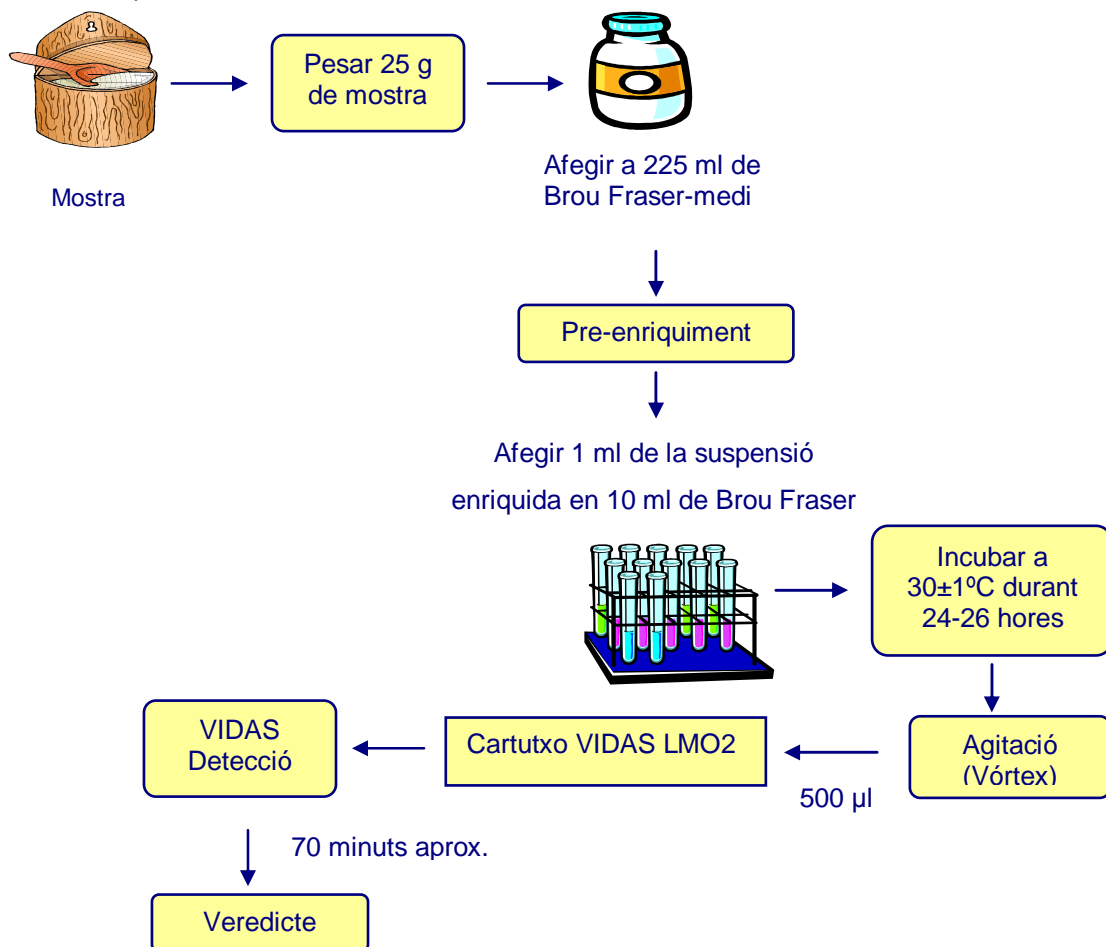 Mostra
Pesar 25 g
de mostra
Afegir a 225 ml de
Brou Fraser-medi
Pre-enriquiment
Afegir 1 ml de la suspensió
enriquida en 10 ml de Brou Fraser
Incubar a
30±1ºC durant
24-26 hores
Agitació
(Vórtex)
500 µl
Cartutxo VIDAS LMO2
VIDAS
Detecció
70 minuts aprox.
Veredicte